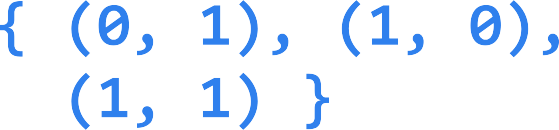 { (0, 1), (1, 0),
(1, 1) }